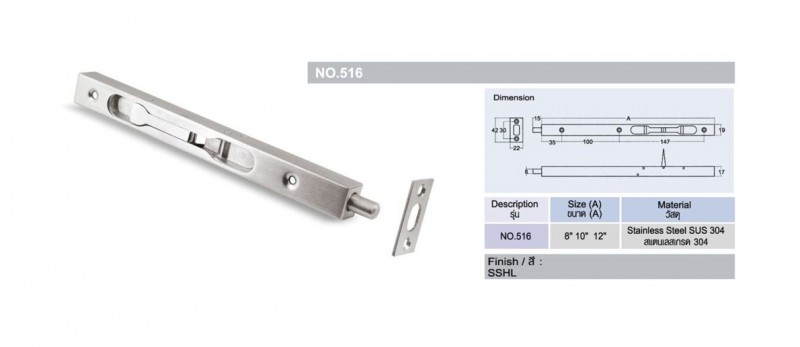 NO.516
Dimension
15 A
42 30 19
35 100 147
22
6 17
Description Size (A) Material
รุ่น ขนาด (A) วัสดุ
NO.516 8" 10" 12" Stainless Steel SUS 304
สแตนเลสเกรด 304
Finish / สี :
SSHL